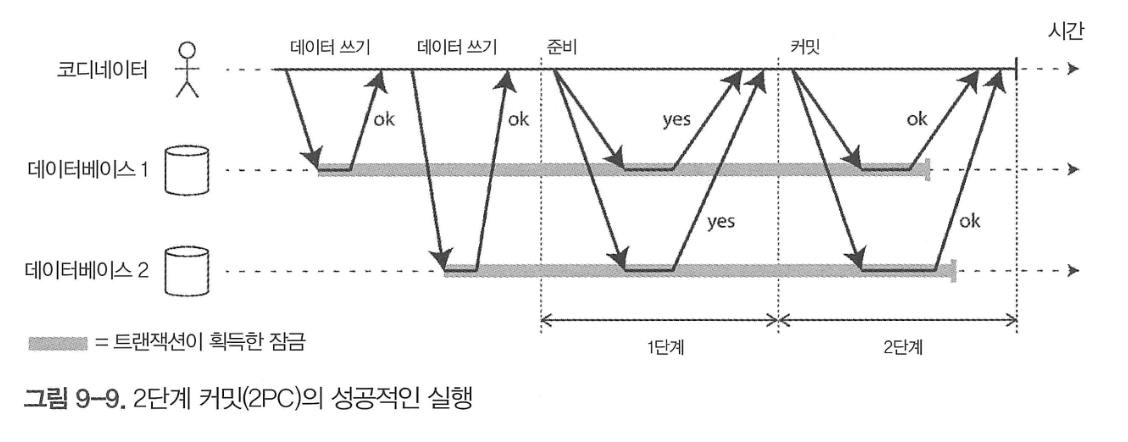 시간
데이터 쓰기
데이터 쓰기
준비
커밋
코디네이터
ok
ok
yes
ok
데이터베이스 1
yes
ok
데이터베이스 2
= 트랜잭션이 획득한 잠금
1단계
2단계
그림 9-9. 2단계 커밋(2PC)의 성공적인 실행